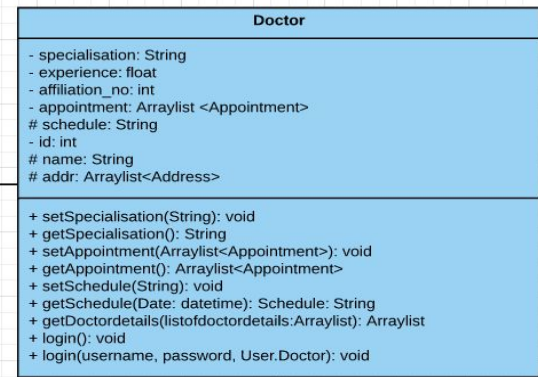 Doctor
- specialisation: String
- experience: float
- affiliation_no: int
- appointment: Arraylist <Appointment>
# schedule: String
- id: int
# name: String
# addr: Arraylist<Address>
+ setSpecialisation(String): void
+ getSpecialisation(): String
+ setAppointment(Arraylist<Appointment>): void
+ getAppointment(): Arraylist<Appointment>
+ setSchedule(String): void
+ getSchedule(Date: datetime): Schedule: String
+ getDoctordetails(listofdoctordetails:Arraylist): Arraylist
+ login(): void
+ login(username, password, User.Doctor): void